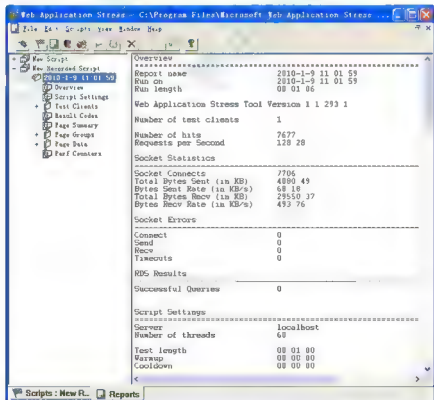 Web Application Stress - C:\Program Files\Microsoft Web Application Stress ...
File Edit Scripts View Window Help
New Script
New Recorded Script
2010-1-9 11 01 59
Overview
Script Settings
Test Clients
Result Codes
Page Summary
Page Groups
Page Data
Perf Counters
Overview
Report name 2010-1-9 11 01 59
Run on 2010-1-9 11 01 59
Run length 00 01 06
Web Application Stress Tool Version 1 1 293 1
Number of test clients 1
Number of hits 7677
Requests per Second 128 28
Socket Statistics
Socket Connects 7706
Total Bytes Sent (in KB) 4080 49
Bytes Sent Rate (in KB/s) 68 18
Total Bytes Recv (in KB) 29550 37
Bytes Recv Rate (in KB/s) 493 76
Socket Errors
Connect 0
Send 0
Recv 0
Timeouts 0
RDS Results
Successful Queries 0
Script Settings
Server localhost
Number of threads 60
Test length 00 01 00
Warmup 00 00 00
Cooldown 00 00 00
Scripts : New R... Reports